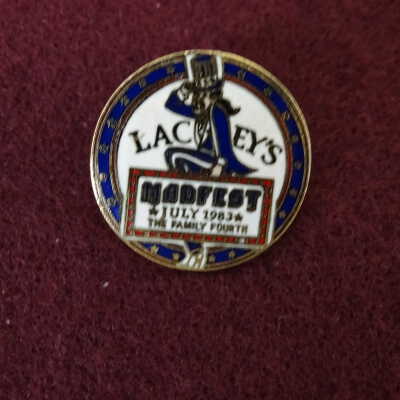 LACEY'S
MADFEST
JULY 1983
THE FAMILY FOURTH